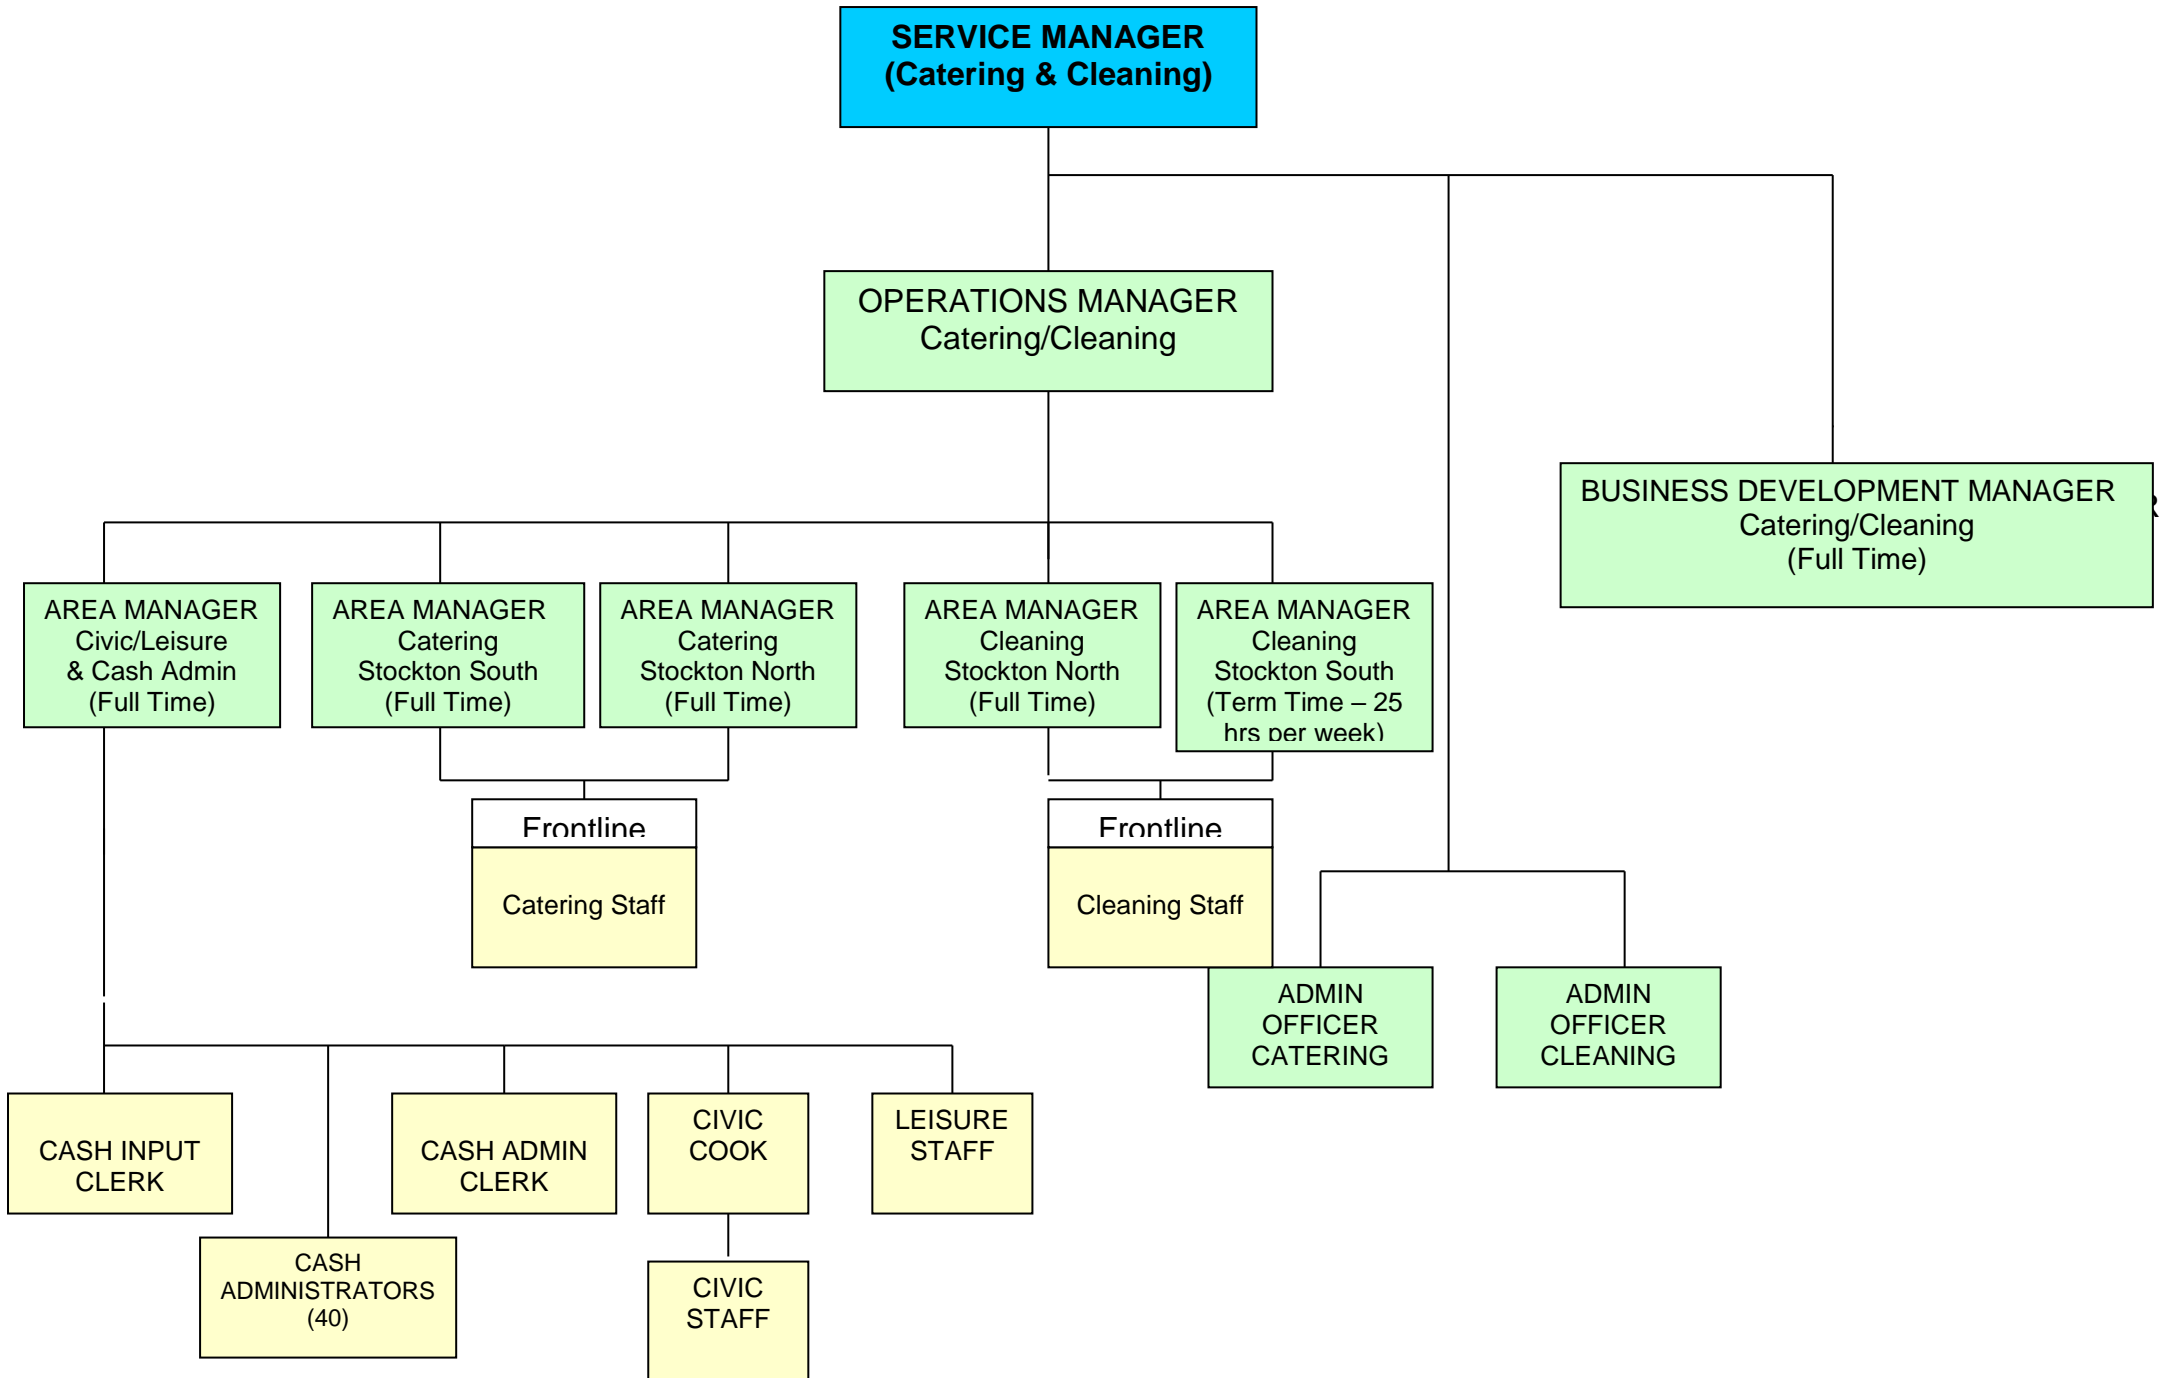 SERVICE MANAGER
(Catering & Cleaning)
OPERATIONS MANAGER
Catering/Cleaning
BUSINESS DEVELOPMENT MANAGER
Catering/Cleaning
(Full Time)
R
AREA MANAGER
Civic/Leisure
& Cash Admin
(Full Time)
AREA MANAGER
Catering
Stockton South
(Full Time)
AREA MANAGER
Catering
Stockton North
(Full Time)
AREA MANAGER
Cleaning
Stockton North
(Full Time)
AREA MANAGER
Cleaning
Stockton South
(Term Time – 25
hrs per week)
Frontline
Catering Staff
Frontline
Cleaning Staff
ADMIN
OFFICER
CATERING
ADMIN
OFFICER
CLEANING
CASH INPUT
CLERK
CASH
ADMINISTRATORS
(40)
CASH ADMIN
CLERK
CIVIC
COOK
CIVIC
STAFF
LEISURE
STAFF